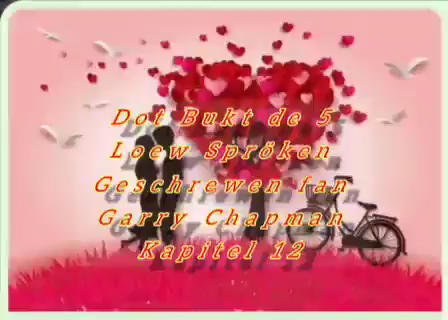 Dot Bukt de 5
Loew Spröken
Geschrewen fan
Garry Chapman
Kapitel 12